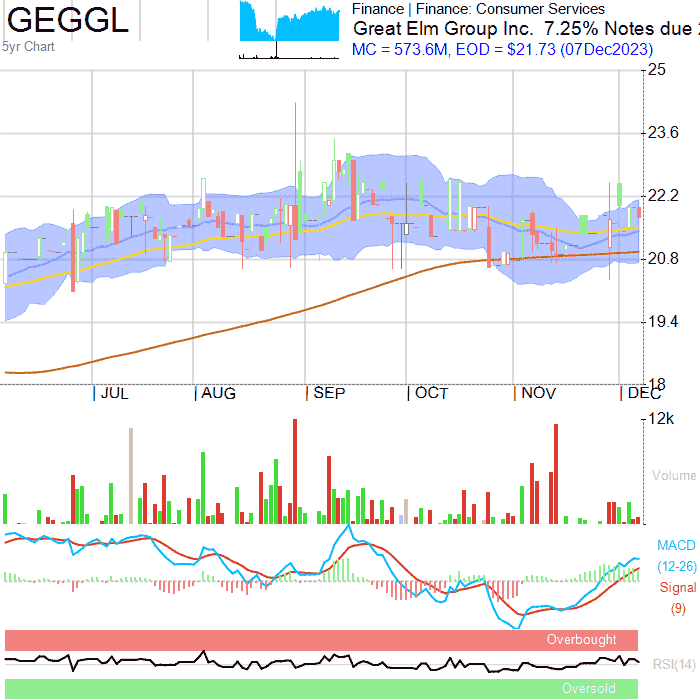 GEGGL
5yr Chart
Finance | Finance: Consumer Services
Great Elm Group Inc. 7.25% Notes due
MC = 573.6M, EOD = $21.73 (07Dec2023)
25
23.6
22.2
20.8
19.4
18
JUL AUG SEP OCT NOV DEC
12k
Volume
MACD
(12-26)
Signal
(9)
Overbought
RSI(14)
Oversold